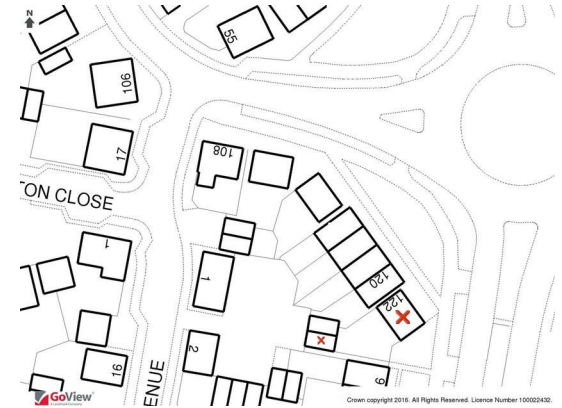 N
55
106
17
108
TON CLOSE
1
1
120
122
2
16
ENUE
9
GoView
Crown copyright 2016. All Rights Reserved. Licence Number 100022432.